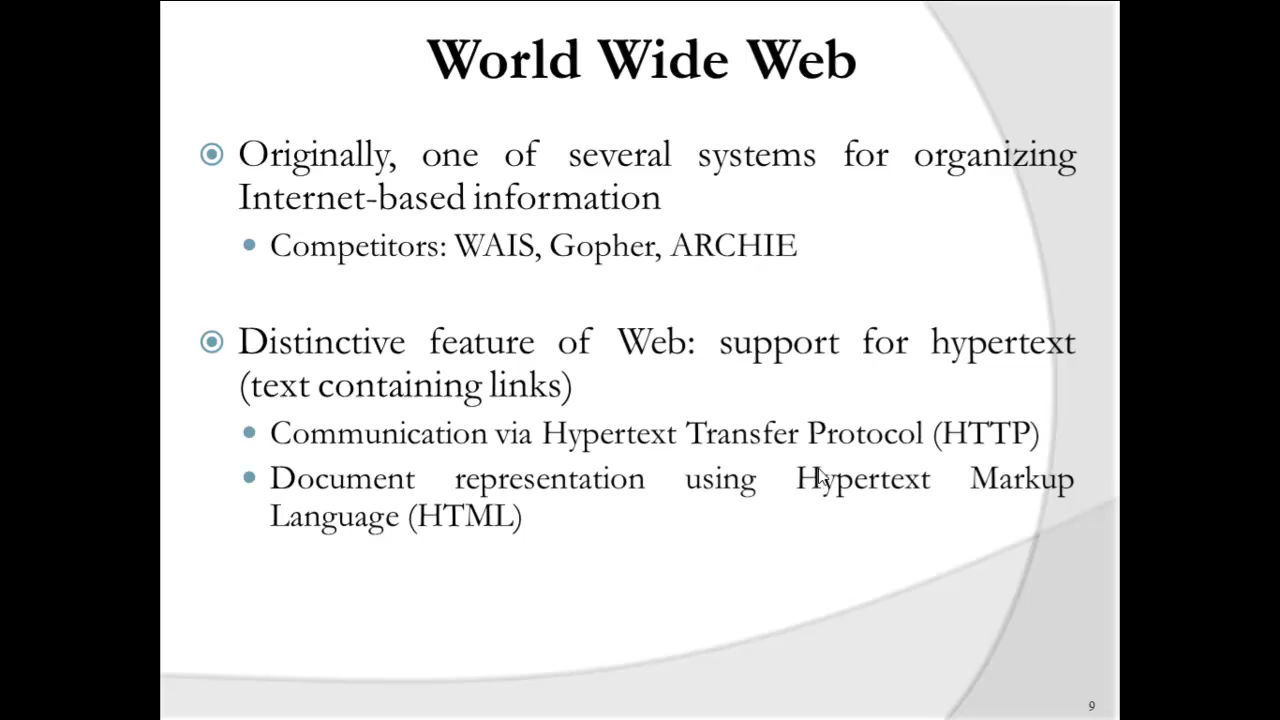 World Wide Web
Originally, one of several systems for organizing
Internet-based information
Competitors: WAIS, Gopher, ARCHIE
Distinctive feature of Web: support for hypertext
(text containing links)
Communication via Hypertext Transfer Protocol (HTTP)
Document representation using Hypertext Markup
Language (HTML)
9